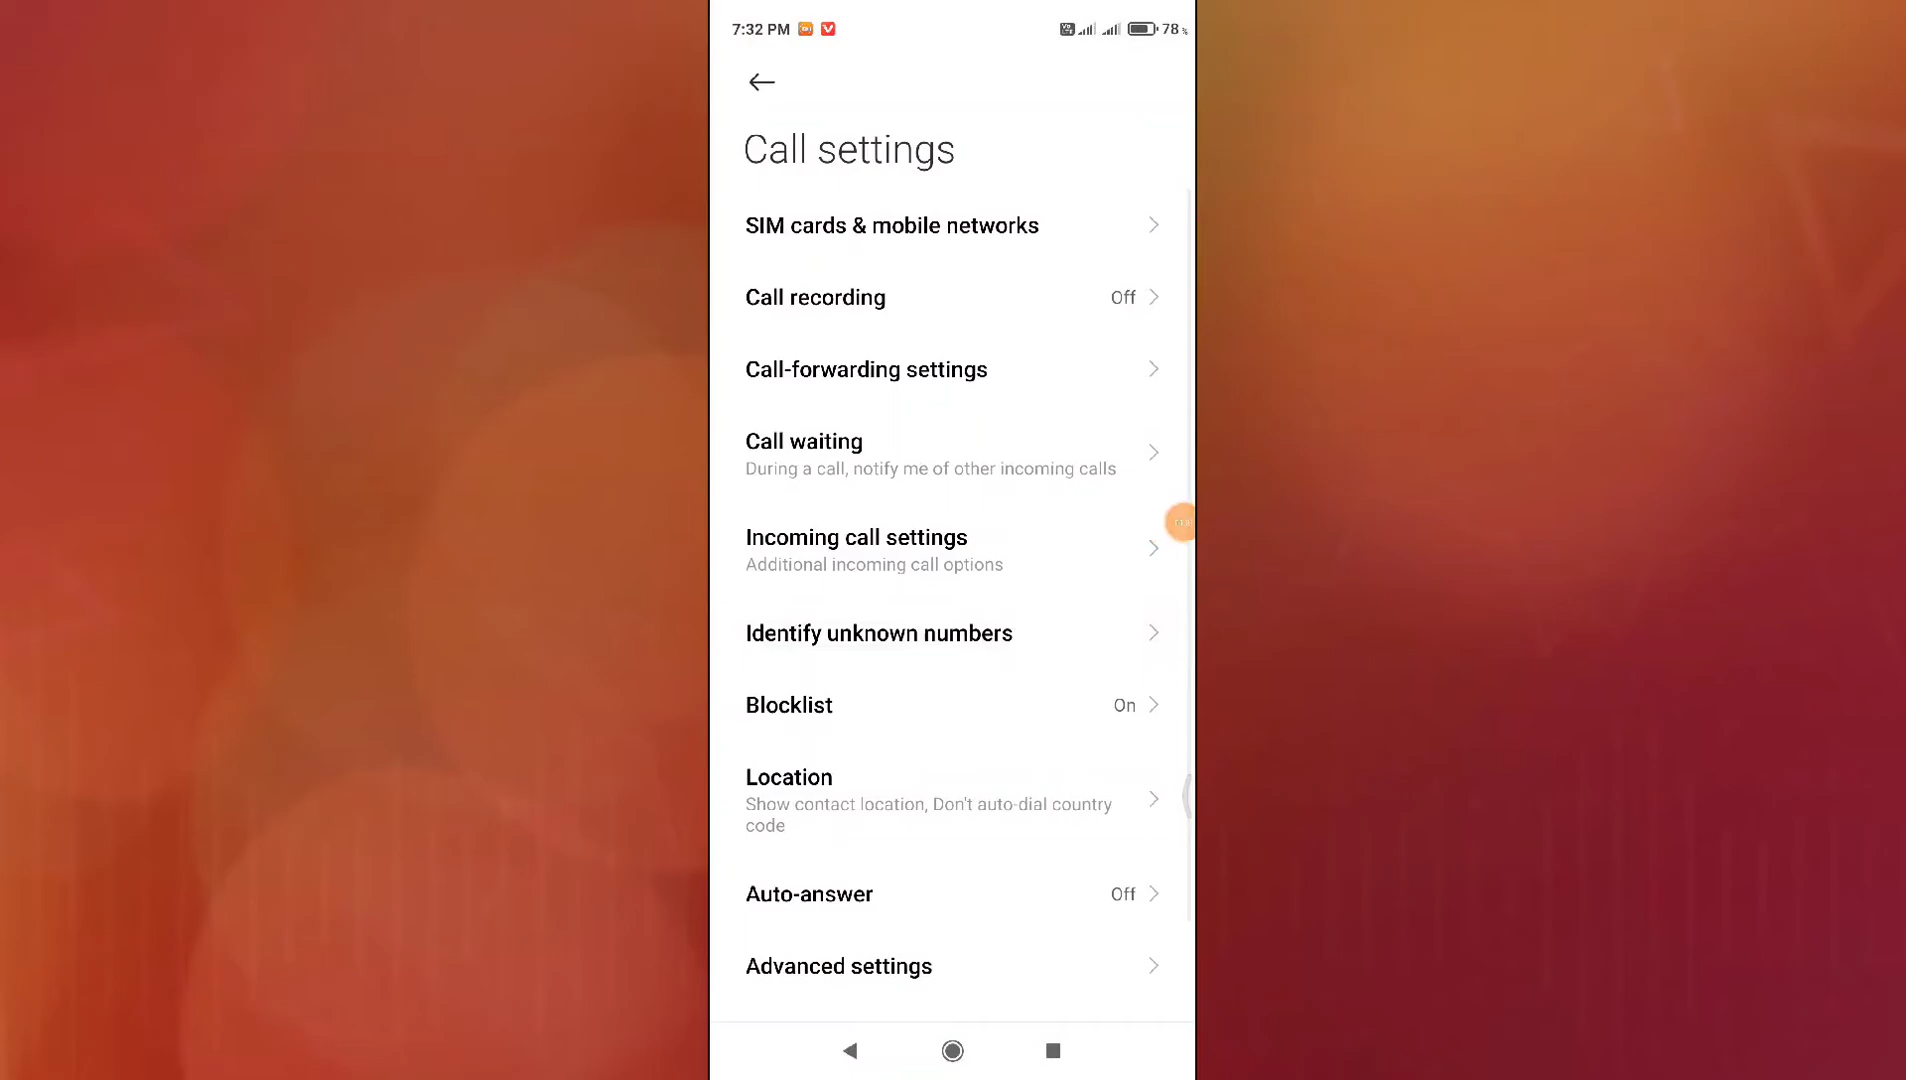 7:32 PM
78%
Call settings
SIM cards & mobile networks
Call recording
Off
Call-forwarding settings
Call waiting
During a call, notify me of other incoming calls
Incoming call settings
Additional incoming call options
Identify unknown numbers
Blocklist
On
Location
Show contact location, Don't auto-dial country
code
Auto-answer
Off
Advanced settings